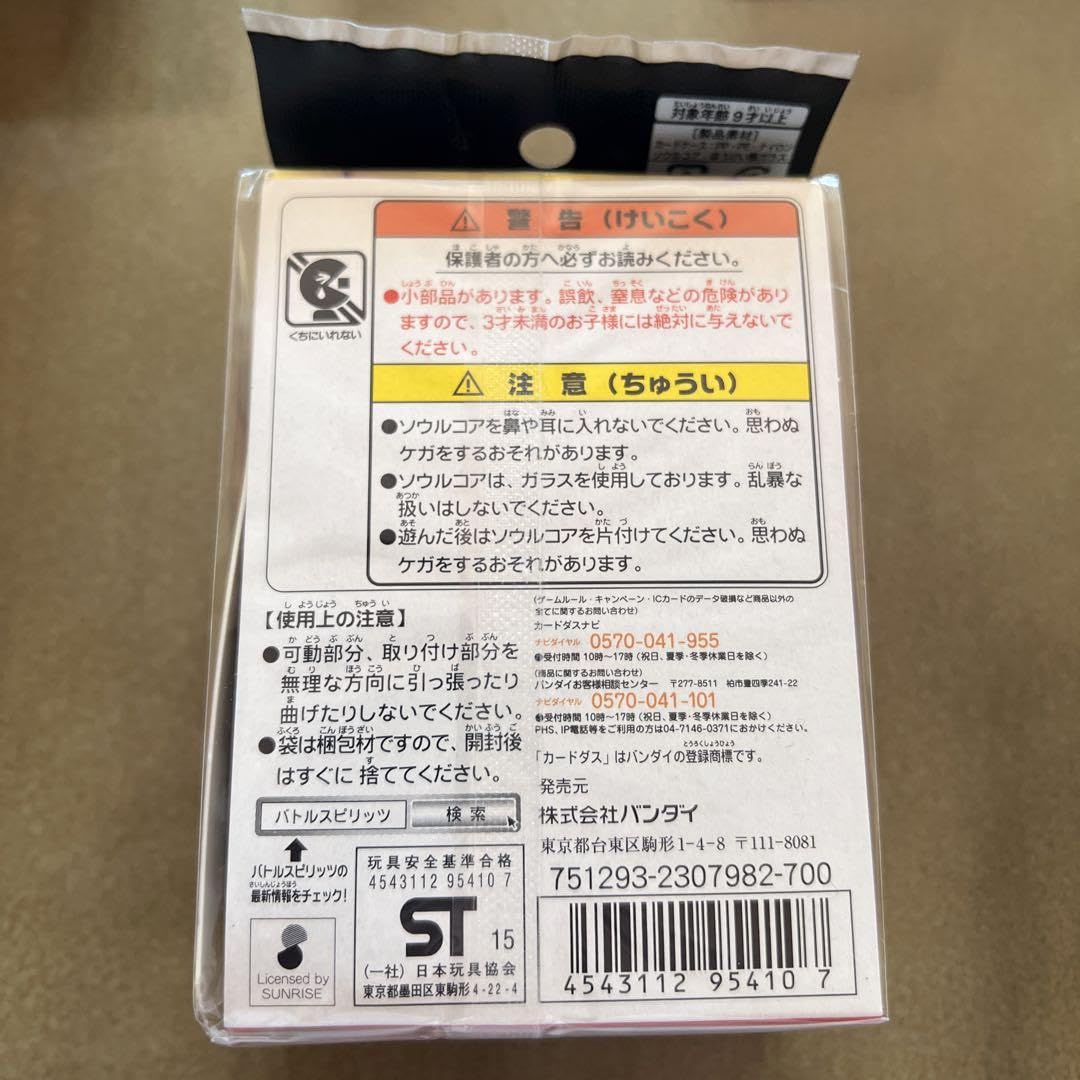 対象年齢9才以上
[製品素材]
カードケース:PP・PE、ナイロン
警告(けいこく)
保護者の方へ必ずお読みください。
くちにいれない
●小部品があります。誤飲、窒息などの危険があり
ますので、3才未満のお子様には絶対に与えないで
ください。
注意(ちゅうい)
●ソウルコアを鼻や耳に入れないでください。思わぬ
ケガをするおそれがあります。
●ソウルコアは、ガラスを使用しております。乱暴な
扱いはしないでください。
●遊んだ後はソウルコアを片付けてください。思わぬ
ケガをするおそれがあります。
【使用上の注意】
●可動部分、取り付け部分を
無理な方向に引っ張ったり
曲げたりしないでください。
●袋は梱包材ですので、開封後
はすぐに捨ててください。
バトルスピリッツ 検索
バトルスピリッツの
最新情報をチェック!
Licensed by
SUNRISE
玩具安全基準合格
4543112 95410 7
ST 15
(一社)日本玩具協会
東京都墨田区東駒形4-22-4
(ゲームルール・キャンペーン・ICカードのデータ破損など商品以外の
全てに関するお問い合わせ)
カードダスナビ
ナビダイヤル 0570-041-955
●受付時間 10時〜17時(祝日、夏季・冬季休業日を除く)
(商品に関するお問い合わせ)
バンダイお客様相談センター 〒277-8511 柏市豊四季241-22
ナビダイヤル 0570-041-101
●受付時間 10時〜17時(祝日、夏季・冬季休業日を除く)
PHS、IP電話等をご利用の方は04-7146-0371におかけください。
「カードダス」はバンダイの登録商標です。
発売元
株式会社バンダイ
東京都台東区駒形1-4-8 〒111-8081
751293-2307982-700
4543112 95410 7